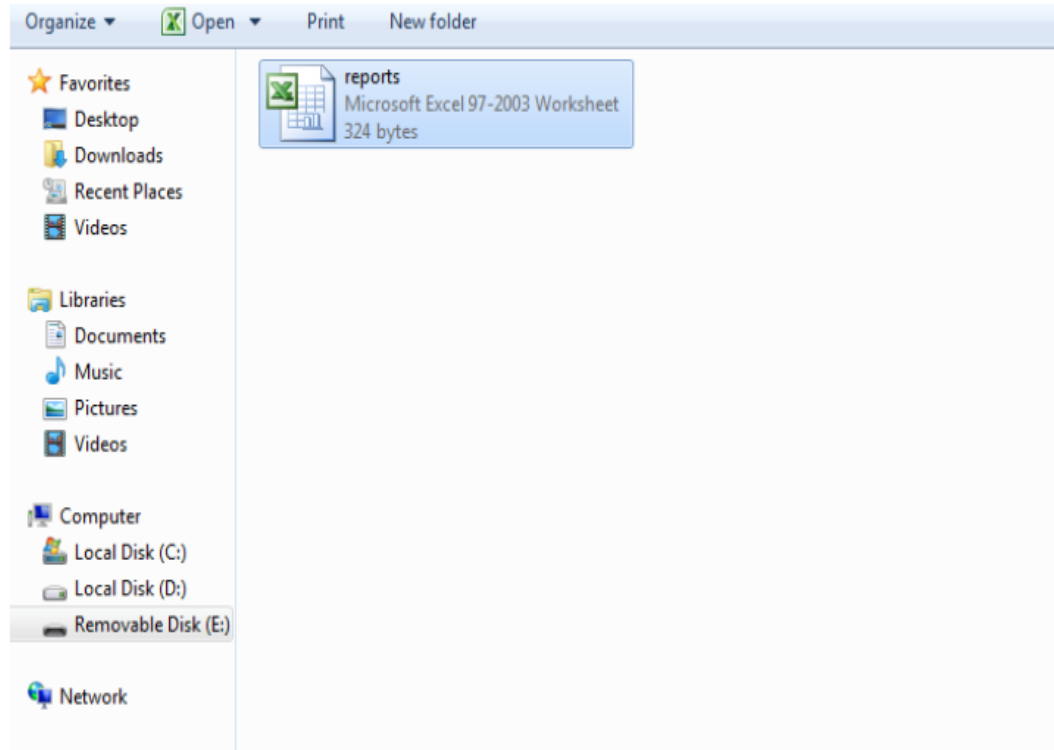 Organize Open Print New folder
Favorites
Desktop
Downloads
Recent Places
Videos
Libraries
Documents
Music
Pictures
Videos
Computer
Local Disk (C:)
Local Disk (D:)
Removable Disk (E:)
Network
reports
Microsoft Excel 97-2003 Worksheet
324 bytes